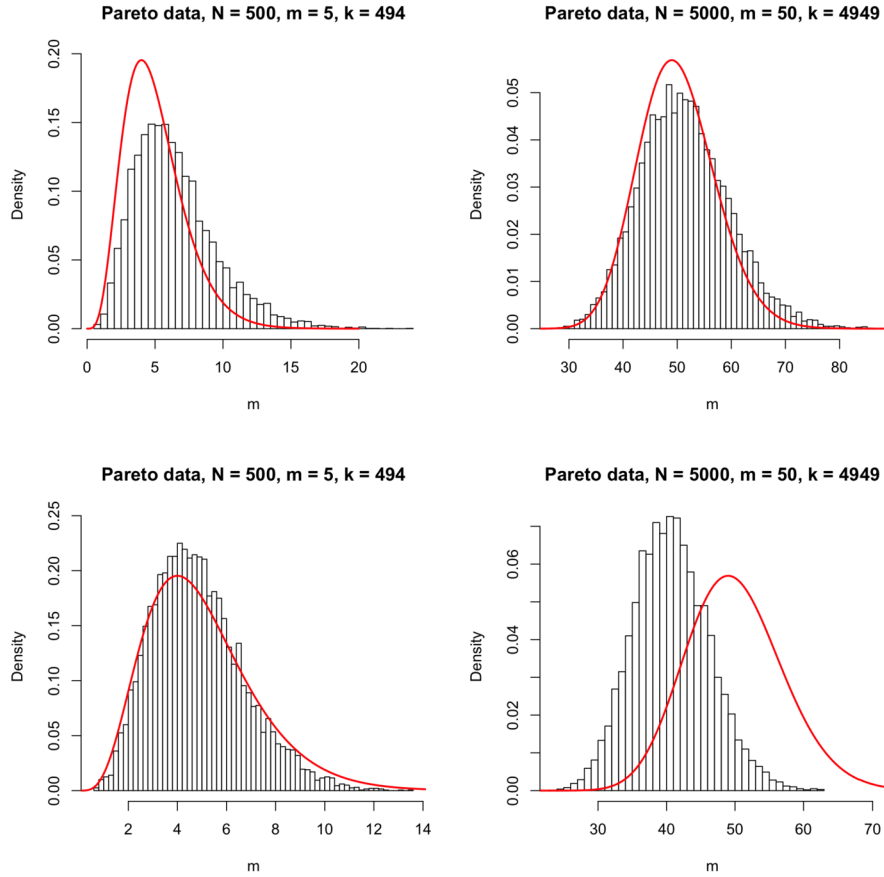 Pareto data, N = 500, m = 5, k = 494
Density
0.20
0.15
0.10
0.05
0.00
0 5 10 15 20
m
Pareto data, N = 5000, m = 50, k = 4949
Density
0.05
0.04
0.03
0.02
0.01
0.00
30 40 50 60 70 80
m
Pareto data, N = 500, m = 5, k = 494
Density
0.25
0.20
0.15
0.10
0.05
0.00
2 4 6 8 10 12 14
m
Pareto data, N = 5000, m = 50, k = 4949
Density
0.06
0.04
0.02
0.00
30 40 50 60 70
m